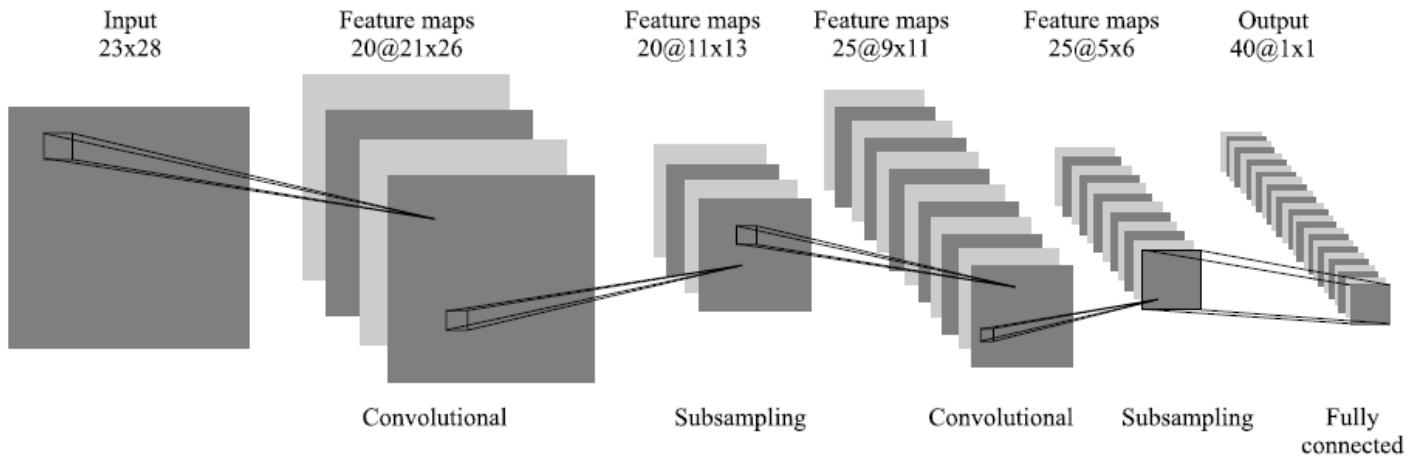 Input
23x28
Feature maps
20@21x26
Feature maps
20@11x13
Feature maps
25@9x11
Feature maps
25@5x6
Output
40@1x1
Convolutional
Subsampling
Convolutional
Subsampling
Fully
connected